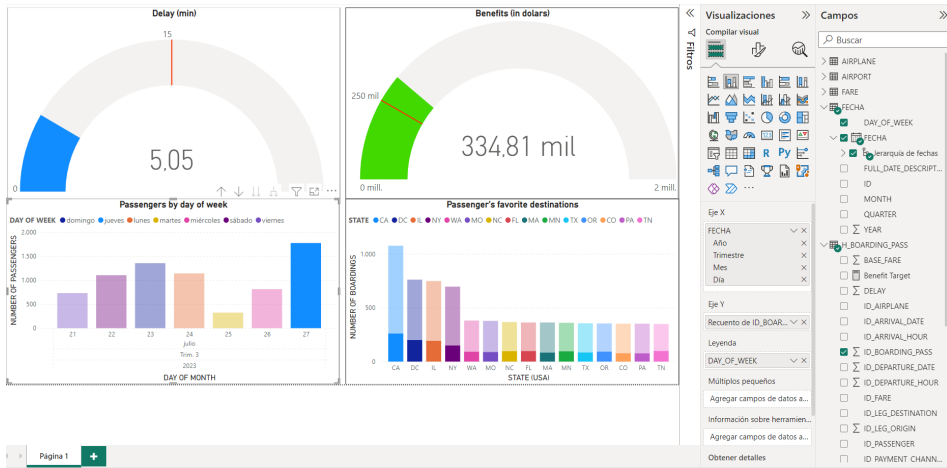 Delay (min)
15
0
5,05
Benefits (in dolars)
250 mil
334,81 mil
0 mill.
2 mill.
Passengers by day of week
DAY OF WEEK domingo jueves lunes martes miércoles sábado viernes
NUMBER OF PASSENGERS
2.000
1.500
1.000
500
0
21 22 23 24 25 26 27
julio
Trim. 3
2023
DAY OF MONTH
Passenger's favorite destinations
STATE CA DC IL NY WA MO NC FL MA MN TX OR CO PA TN
NUMBER OF BOARDINGS
1.000
500
0
CA DC IL NY WA MO NC FL MA MN TX OR CO PA TN
STATE (USA)
Página 1
+
Filtros
Visualizaciones
Compilar visual
123
R Py
Eje X
FECHA
Año
Trimestre
Mes
Día
Eje Y
Recuento de ID_BOAR...
Leyenda
DAY_OF_WEEK
Múltiplos pequeños
Agregar campos de datos a...
Información sobre herramien...
Agregar campos de datos a...
Obtener detalles
Campos
Buscar
AIRPLANE
AIRPORT
FARE
FECHA
DAY_OF_WEEK
FECHA
Jerarquía de fechas
FULL_DATE_DESCRIPT...
ID
MONTH
QUARTER
YEAR
H_BOARDING_PASS
BASE_FARE
Benefit Target
DELAY
ID_AIRPLANE
ID_ARRIVAL_DATE
ID_ARRIVAL_HOUR
ID_BOARDING_PASS
ID_DEPARTURE_DATE
ID_DEPARTURE_HOUR
ID_FARE
ID_LEG_DESTINATION
ID_LEG_ORIGIN
ID_PASSENGER
ID_PAYMENT_CHANN...